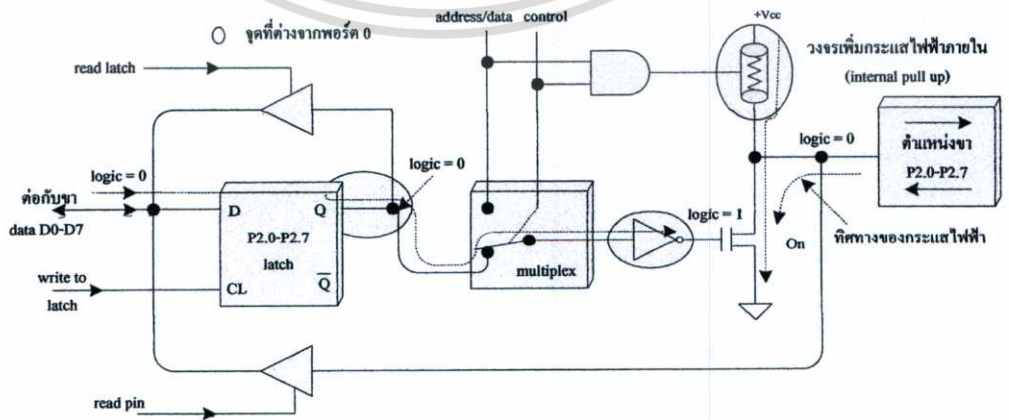 address/data control
+Vcc
จุดที่ต่างจากพอร์ต 0
วงจรเพิ่มกระแสไฟฟ้าภายใน
(internal pull up)
read latch
logic = 0
logic = 0
logic = 0
ตำแหน่งขา
P2.0-P2.7
ต่อกับขา
data D0-D7
D
Q
P2.0-P2.7
latch
logic = 1
On
ทิศทางของกระแสไฟฟ้า
multiplex
write to
latch
CL
Q
read pin